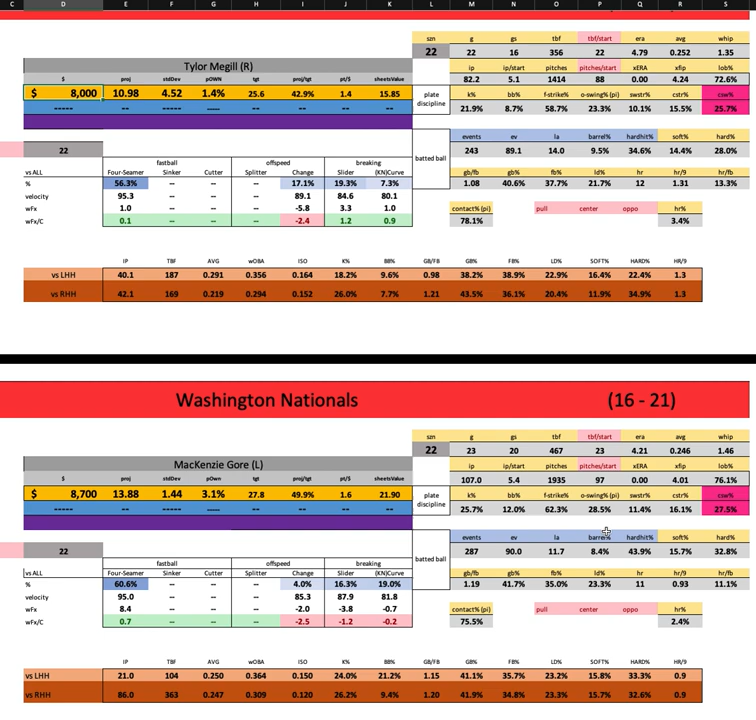 C D E F G H I J K L M N O P Q R S
szn g gs tbf tbf/start era avg whip
22 22 16 356 22 4.79 0.252 1.35
Tylor Megill (R) ip ip/start pitches pitches/start xERA xfip lob%
82.2 5.1 1414 88 0.00 4.24 72.6%
$ proj stdDev pOWN tgt proj/tgt pt/$ sheetsValue
$ 8,000 10.98 4.52 1.4% 25.6 42.9% 1.4 15.85
plate discipline k% bb% f-strike% o-swing% (pi) swstr% cstr% csw%
----- -- -- -- -- -- -- --
21.9% 8.7% 58.7% 23.3% 10.1% 15.5% 25.7%
batted ball events ev la barrel% hardhit% soft% hard%
22 243 89.1 14.0 9.5% 34.6% 14.4% 28.0%
fastball offspeed breaking
vs ALL Four-Seamer Sinker Cutter Splitter Change Slider (KN)Curve gb/fb gb% fb% ld% hr hr/9 hr/fb
% 56.3% -- -- -- 17.1% 19.3% 7.3% 1.08 40.6% 37.7% 21.7% 12 1.31 13.3%
velocity 95.3 -- -- -- 89.1 84.6 80.1
wFx 1.0 -- -- -- -5.8 3.3 1.0 contact% (pi) pull center oppo hr%
wFx/C 0.1 -- -- -- -2.4 1.2 0.9 78.1% 3.4%
IP TBF AVG wOBA ISO K% BB% GB/FB GB% FB% LD% SOFT% HARD% HR/9
vs LHH 40.1 187 0.291 0.356 0.164 18.2% 9.6% 0.98 38.2% 38.9% 22.9% 16.4% 22.4% 1.3
vs RHH 42.1 169 0.219 0.294 0.152 26.0% 7.7% 1.21 43.5% 36.1% 20.4% 11.9% 34.9% 1.3
Washington Nationals (16 - 21)
szn g gs tbf tbf/start era avg whip
22 23 20 467 23 4.21 0.246 1.46
MacKenzie Gore (L) ip ip/start pitches pitches/start xERA xfip lob%
107.0 5.4 1935 97 0.00 4.01 76.1%
$ proj stdDev pOwn tgt proj/tgt pt/$ sheetsValue
$ 8,700 13.88 1.44 3.1% 27.8 49.9% 1.6 21.90
plate discipline k% bb% f-strike% o-swing% (pi) swstr% cstr% csw%
----- -- -- -- -- -- -- --
25.7% 12.0% 62.3% 28.5% 11.4% 16.1% 27.5%
batted ball events ev la barrel% hardhit% soft% hard%
22 287 90.0 11.7 8.4% 43.9% 15.7% 32.8%
fastball offspeed breaking
vs ALL Four-Seamer Sinker Cutter Splitter Change Slider (KN)Curve gb/fb gb% fb% ld% hr hr/9 hr/fb
% 60.6% -- -- -- 4.0% 16.3% 19.0% 1.19 41.7% 35.0% 23.3% 11 0.93 11.1%
velocity 95.0 -- -- -- 85.3 87.9 81.8
wFx 8.4 -- -- -- -2.0 -3.8 -0.7 contact% (pi) pull center oppo hr%
wFx/C 0.7 -- -- -- -2.5 -1.2 -0.2 75.5% 2.4%
IP TBF AVG wOBA ISO K% BB% GB/FB GB% FB% LD% SOFT% HARD% HR/9
vs LHH 21.0 104 0.250 0.364 0.150 24.0% 21.2% 1.15 41.1% 35.7% 23.2% 15.8% 33.3% 0.9
vs RHH 86.0 363 0.247 0.309 0.120 26.2% 9.4% 1.20 41.9% 34.8% 23.3% 15.7% 32.6% 0.9